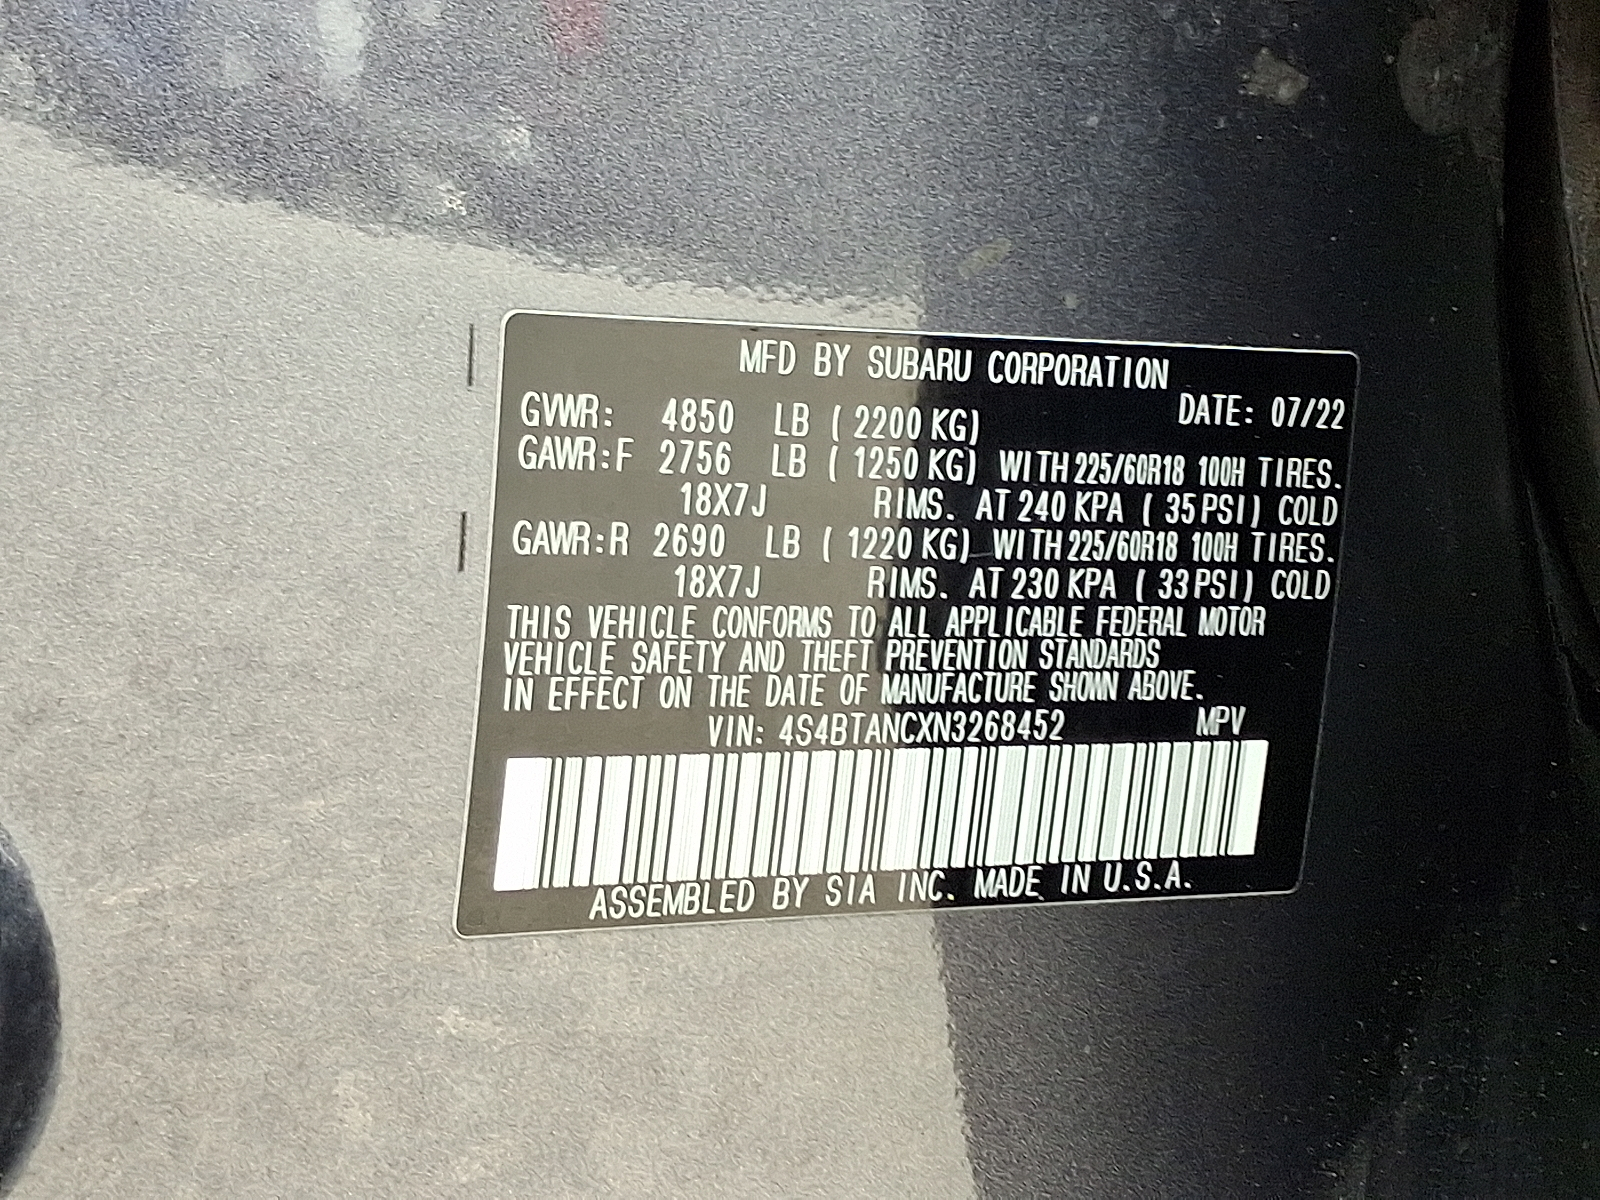 MFD BY SUBARU CORPORATION
GVWR: 4850 LB ( 2200 KG) DATE: 07/22
GAWR:F 2756 LB ( 1250 KG) WITH 225/60R18 100H TIRES.
18X7J RIMS. AT 240 KPA ( 35 PSI) COLD
GAWR:R 2690 LB ( 1220 KG) WITH 225/60R18 100H TIRES.
18X7J RIMS. AT 230 KPA ( 33 PSI) COLD
THIS VEHICLE CONFORMS TO ALL APPLICABLE FEDERAL MOTOR
VEHICLE SAFETY AND THEFT PREVENTION STANDARDS
IN EFFECT ON THE DATE OF MANUFACTURE SHOWN ABOVE.
VIN: 4S4BTANCXN3268452 MPV
ASSEMBLED BY SIA INC. MADE IN U.S.A.